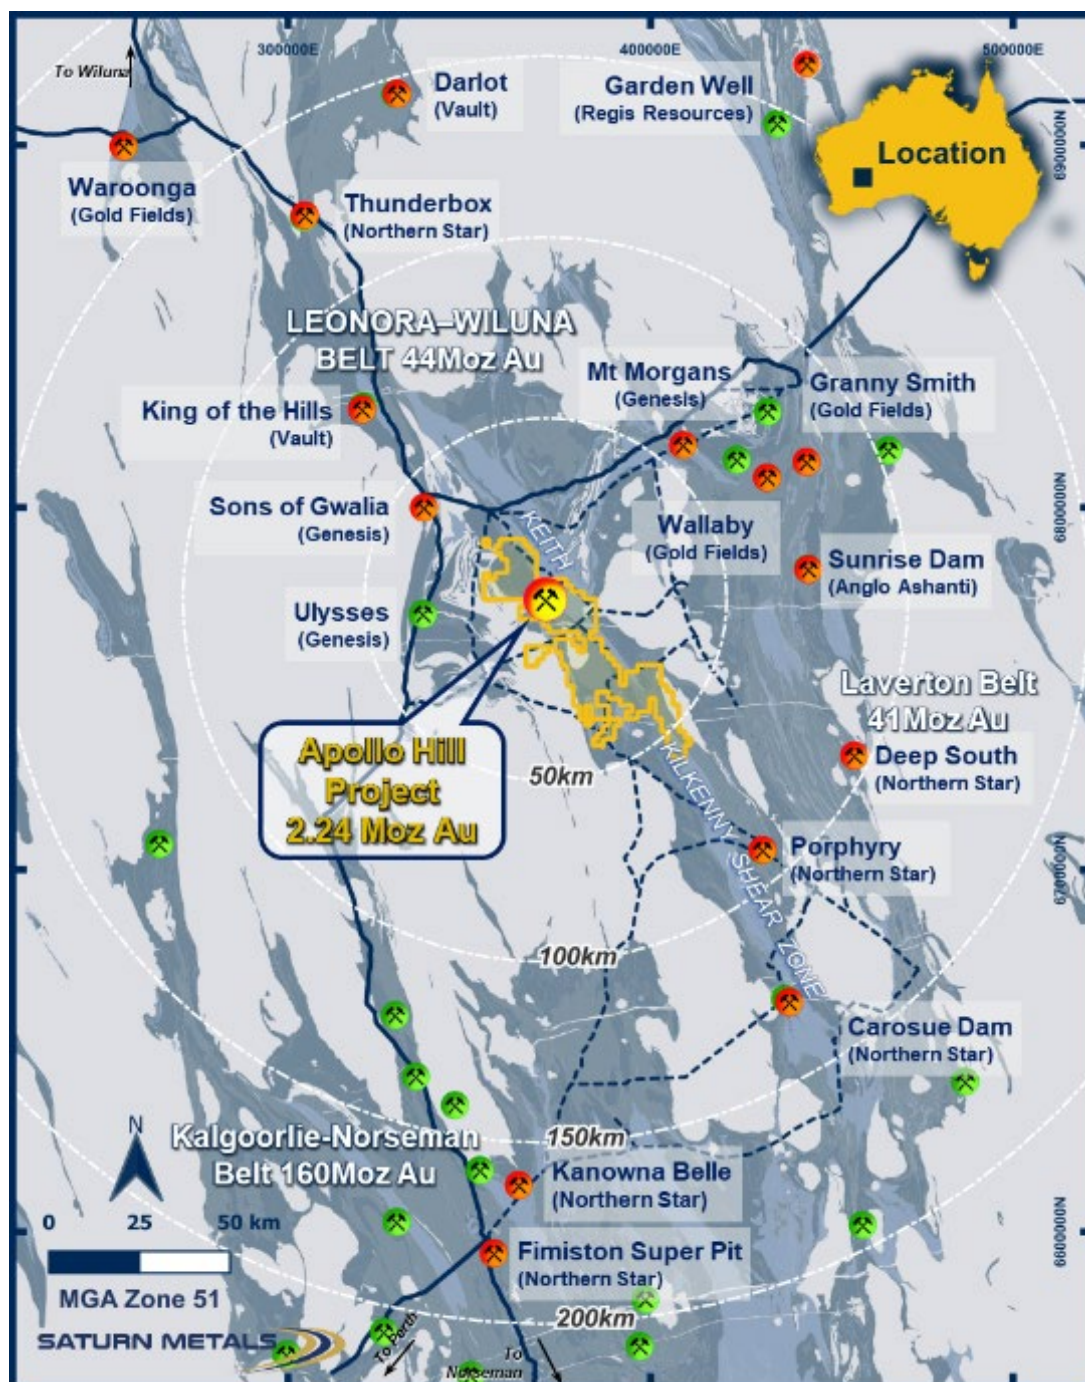 300000E
400000E
500000E
To Wiluna
Darlot
(Vault)
Garden Well
(Regis Resources)
6900000N
Location
Waroonga
(Gold Fields)
Thunderbox
(Northern Star)
LEONORA–WILUNA
BELT 44Moz Au
Mt Morgans
(Genesis)
Granny Smith
(Gold Fields)
King of the Hills
(Vault)
Sons of Gwalia
(Genesis)
KEITH
Wallaby
(Gold Fields)
6800000N
Sunrise Dam
(Anglo Ashanti)
Ulysses
(Genesis)
Laverton Belt
41Moz Au
Apollo Hill
Project
2.24 Moz Au
50km
KILKENNY SHEAR ZONE
Deep South
(Northern Star)
Porphyry
(Northern Star)
6700000N
100km
Carosue Dam
(Northern Star)
N
Kalgoorlie-Norseman
Belt 160Moz Au
150km
Kanowna Belle
(Northern Star)
0 25 50 km
6600000N
Fimiston Super Pit
(Northern Star)
MGA Zone 51
200km
SATURN METALS
To Perth
To
Norseman